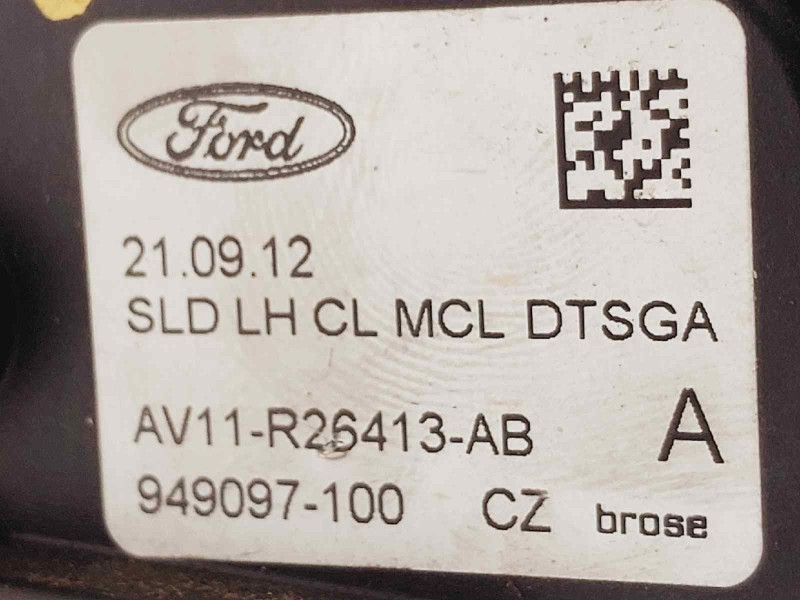 Ford
21.09.12
SLD LH CL MCL DTSGA
AV11-R26413-AB A
949097-100 CZ brose